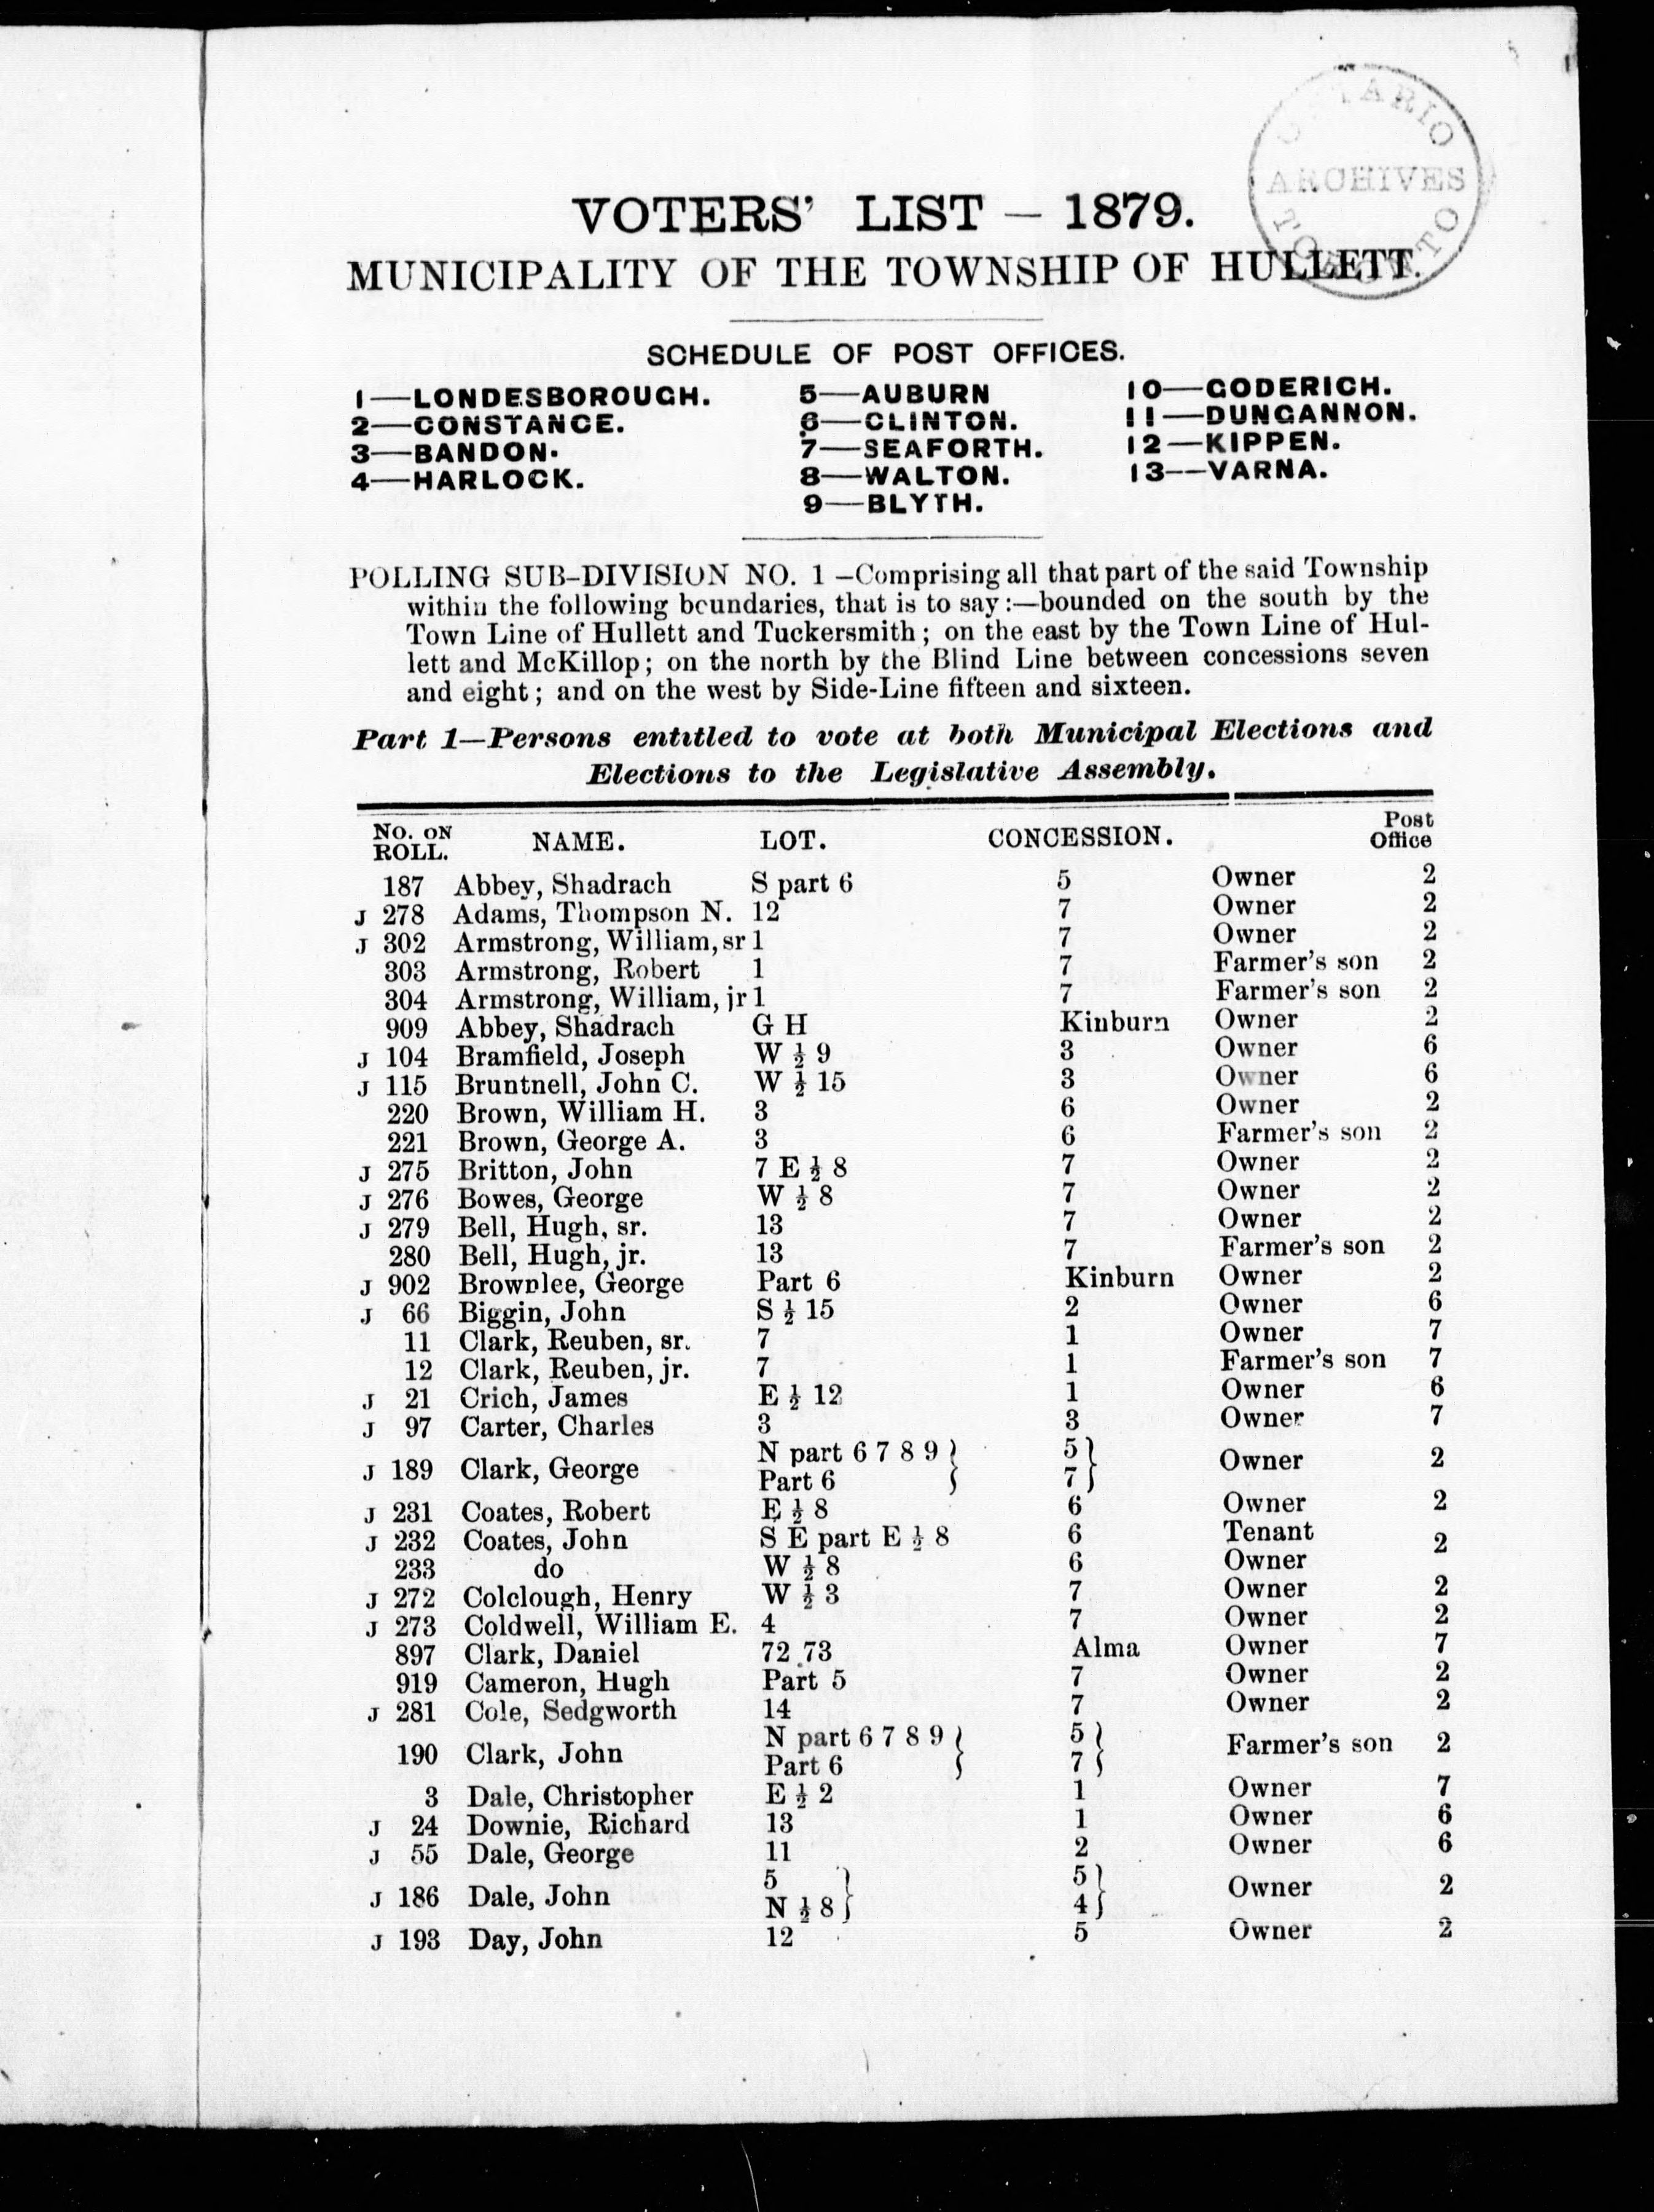 ONTARIO
ARCHIVES
TORONTO
VOTERS' LIST – 1879.
MUNICIPALITY OF THE TOWNSHIP OF HULLETT.
SCHEDULE OF POST OFFICES.
1—LONDESBOROUGH. 5—AUBURN 10—GODERICH.
2—CONSTANCE. 6—CLINTON. 11—DUNGANNON.
3—BANDON. 7—SEAFORTH. 12—KIPPEN.
4—HARLOCK. 8—WALTON. 13—VARNA.
9—BLYTH.
POLLING SUB-DIVISION NO. 1 –Comprising all that part of the said Township
within the following boundaries, that is to say:—bounded on the south by the
Town Line of Hullett and Tuckersmith; on the east by the Town Line of Hul-
lett and McKillop; on the north by the Blind Line between concessions seven
and eight; and on the west by Side-Line fifteen and sixteen.
Part 1—Persons entitled to vote at both Municipal Elections and
Elections to the Legislative Assembly.
No. ON ROLL. NAME. LOT. CONCESSION. Post Office
187 Abbey, Shadrach S part 6 5 Owner 2
J 278 Adams, Thompson N. 12 7 Owner 2
J 302 Armstrong, William, sr 1 7 Owner 2
303 Armstrong, Robert 1 7 Farmer's son 2
304 Armstrong, William, jr 1 7 Farmer's son 2
909 Abbey, Shadrach G H Kinburn Owner 2
J 104 Bramfield, Joseph W ½ 9 3 Owner 6
J 115 Bruntnell, John C. W ½ 15 3 Owner 6
220 Brown, William H. 3 6 Owner 2
221 Brown, George A. 3 6 Farmer's son 2
J 275 Britton, John 7 E ½ 8 7 Owner 2
J 276 Bowes, George W ½ 8 7 Owner 2
J 279 Bell, Hugh, sr. 13 7 Owner 2
280 Bell, Hugh, jr. 13 7 Farmer's son 2
J 902 Brownlee, George Part 6 Kinburn Owner 2
J 66 Biggin, John S ½ 15 2 Owner 6
11 Clark, Reuben, sr. 7 1 Owner 7
12 Clark, Reuben, jr. 7 1 Farmer's son 7
J 21 Crich, James E ½ 12 1 Owner 6
J 97 Carter, Charles 3 3 Owner 7
N part 6 7 8 9 } 5 }
J 189 Clark, George Owner 2
Part 6 } 7 }
J 231 Coates, Robert E ½ 8 6 Owner 2
J 232 Coates, John S E part E ½ 8 6 Tenant 2
233 do W ½ 8 6 Owner
J 272 Colclough, Henry W ½ 3 7 Owner 2
J 273 Coldwell, William E. 4 7 Owner 2
897 Clark, Daniel 72 73 Alma Owner 7
919 Cameron, Hugh Part 5 7 Owner 2
J 281 Cole, Sedgworth 14 7 Owner 2
N part 6 7 8 9 } 5 }
190 Clark, John Farmer's son 2
Part 6 } 7 }
3 Dale, Christopher E ½ 2 1 Owner 7
J 24 Downie, Richard 13 1 Owner 6
J 55 Dale, George 11 2 Owner 6
5 } 5 }
J 186 Dale, John Owner 2
N ½ 8 } 4 }
J 193 Day, John 12 5 Owner 2